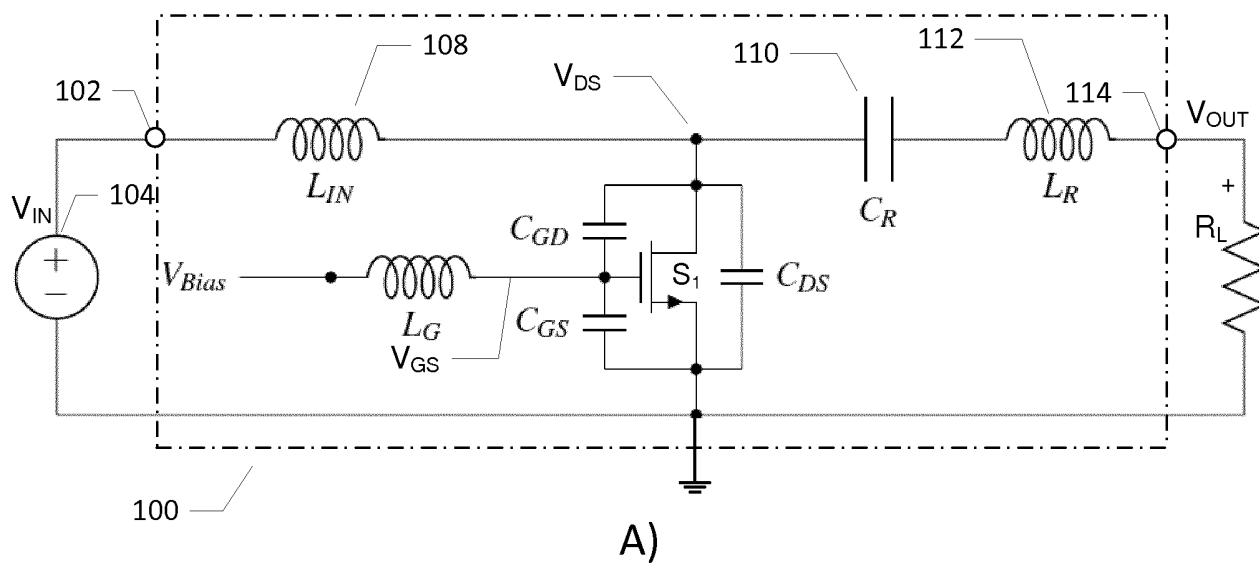 108
110
112
102
V_DS
114
V_OUT
104
L_IN
L_R
+
V_IN
C_R
C_GD
R_L
+
−
V_Bias
S_1
C_DS
L_G
C_GS
V_GS
100
A)